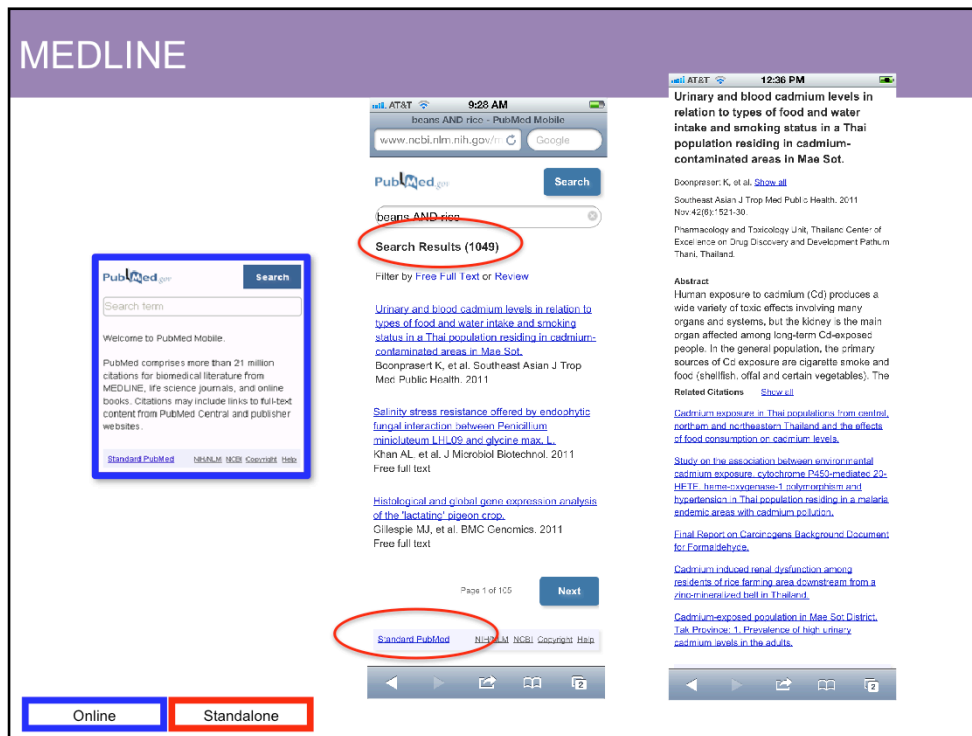 MEDLINE
PubMed.gov
Search
Search term
Welcome to PubMed Mobile.
PubMed comprises more than 21 million
citations for biomedical literature from
MEDLINE, life science journals, and online
books. Citations may include links to full-text
content from PubMed Central and publisher
websites.
Standard PubMed NIH/NLM NCBI Copyright Help
AT&T 9:28 AM
beans AND rice - PubMed Mobile
www.ncbi.nlm.nih.gov/m Google
PubMed.gov
Search
beans AND rice
Search Results (1049)
Filter by Free Full Text or Review
Urinary and blood cadmium levels in relation to
types of food and water intake and smoking
status in a Thai population residing in cadmium-
contaminated areas in Mae Sot.
Boonprasert K, et al. Southeast Asian J Trop
Med Public Health. 2011
Salinity stress resistance offered by endophytic
fungal interaction between Penicillium
minioluteum LHL09 and glycine max. L.
Khan AL, et al. J Microbiol Biotechnol. 2011
Free full text
Histological and global gene expression analysis
of the 'lactating' pigeon crop.
Gillespie MJ, et al. BMC Genomics. 2011
Free full text
Page 1 of 105
Next
Standard PubMed NIH/NLM NCBI Copyright Help
2
AT&T 12:36 PM
Urinary and blood cadmium levels in
relation to types of food and water
intake and smoking status in a Thai
population residing in cadmium-
contaminated areas in Mae Sot.
Boonprasert K, et al. Show all
Southeast Asian J Trop Med Public Health. 2011
Nov;42(6):1521-30.
Pharmacology and Toxicology Unit, Thailand Center of
Excellence on Drug Discovery and Development Pathum
Thani, Thailand.
Abstract
Human exposure to cadmium (Cd) produces a
wide variety of toxic effects involving many
organs and systems, but the kidney is the main
organ affected among long-term Cd-exposed
people. In the general population, the primary
sources of Cd exposure are cigarette smoke and
food (shellfish, offal and certain vegetables). The
Related Citations Show all
Cadmium exposure in Thai populations from central,
northern and northeastern Thailand and the effects
of food consumption on cadmium levels.
Study on the association between environmental
cadmium exposure, cytochrome P450-mediated 20-
HETE, heme-oxygenase-1 polymorphism and
hypertension in Thai population residing in a malaria
endemic areas with cadmium pollution.
Final Report on Carcinogens Background Document
for Formaldehyde.
Cadmium induced renal dysfunction among
residents of rice farming area downstream from a
zinc-mineralized belt in Thailand.
Cadmium-exposed population in Mae Sot District,
Tak Province: 1. Prevalence of high urinary
cadmium levels in the adults.
2
Online
Standalone